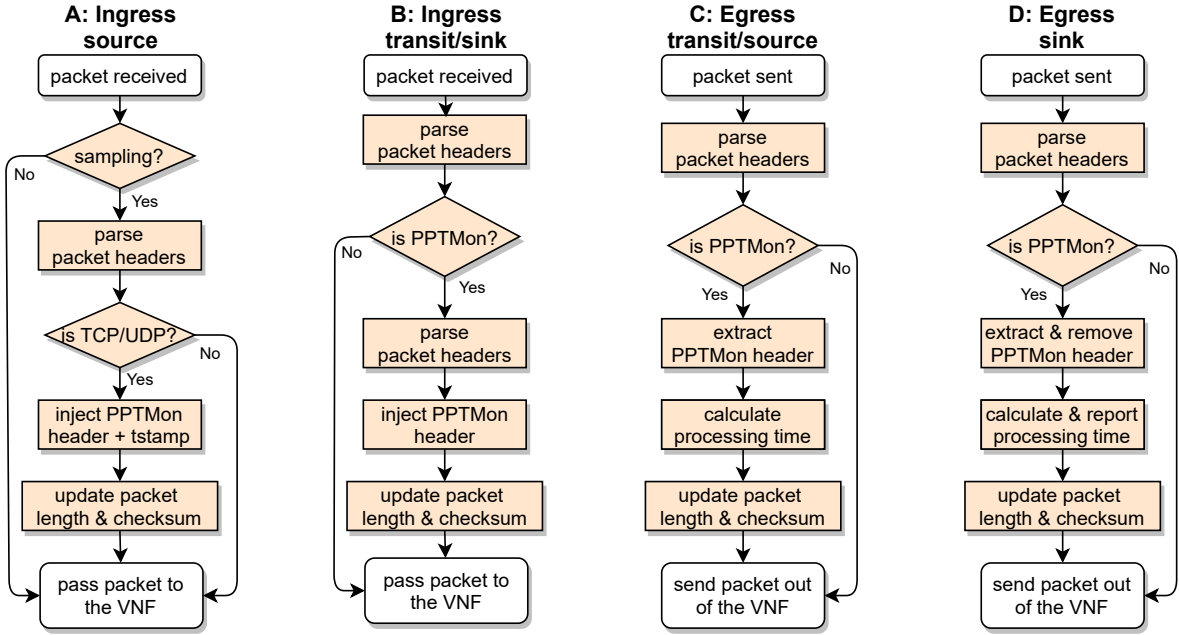 A: Ingress
source
packet received
sampling?
No
Yes
parse
packet headers
is TCP/UDP?
No
Yes
inject PPTMon
header + tstamp
update packet
length & checksum
pass packet to
the VNF
B: Ingress
transit/sink
packet received
parse
packet headers
is PPTMon?
No
Yes
parse
packet headers
inject PPTMon
header
update packet
length & checksum
pass packet to
the VNF
C: Egress
transit/source
packet sent
parse
packet headers
is PPTMon?
No
Yes
extract
PPTMon header
calculate
processing time
update packet
length & checksum
send packet out
of the VNF
D: Egress
sink
packet sent
parse
packet headers
is PPTMon?
No
Yes
extract & remove
PPTMon header
calculate & report
processing time
update packet
length & checksum
send packet out
of the VNF